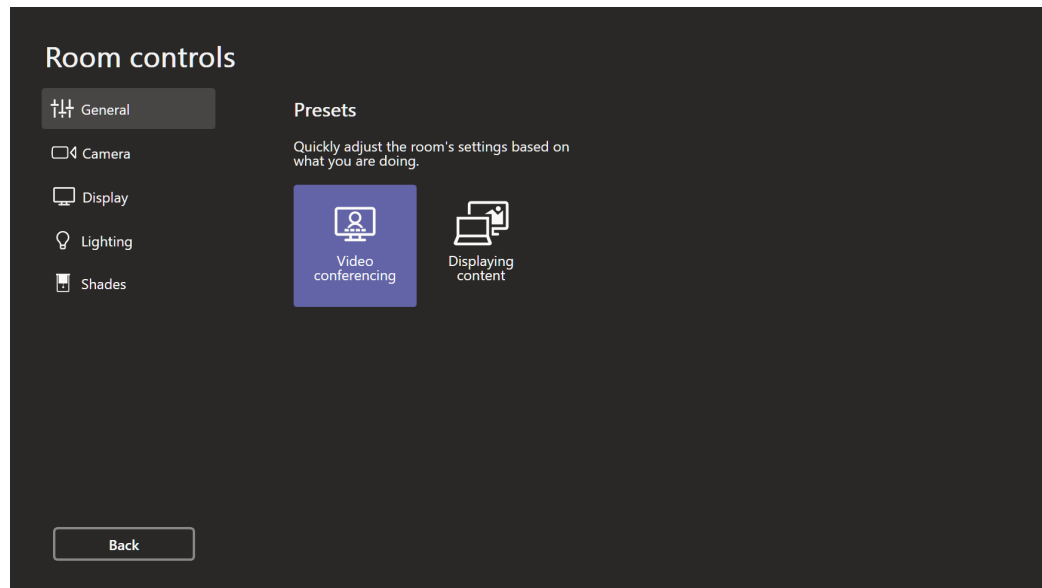 Room controls
General
Camera
Display
Lighting
Shades
Presets
Quickly adjust the room's settings based on
what you are doing.
Video
conferencing
Displaying
content
Back